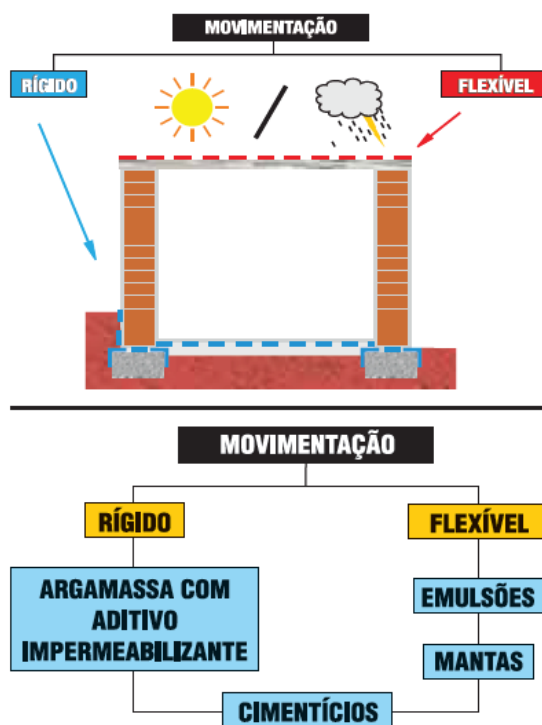 MOVIMENTAÇÃO
RÍGIDO
FLEXÍVEL
MOVIMENTAÇÃO
RÍGIDO
FLEXÍVEL
ARGAMASSA COM
ADITIVO
IMPERMEABILIZANTE
EMULSÕES
MANTAS
CIMENTÍCIOS